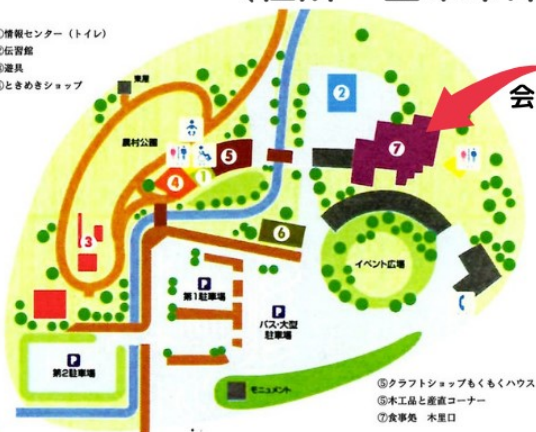 ①情報センター(トイレ)
②伝習館
③遊具
④ときめきショップ
東屋
農村公園
会
②
⑦
⑤
①
④
③
⑥
イベント広場
P
第1駐車場
P
バス・大型
駐車場
P
第2駐車場
モニュメント
⑤クラフトショップもくもくハウス
⑤木工品と産直コーナー
⑦食事処 木里口